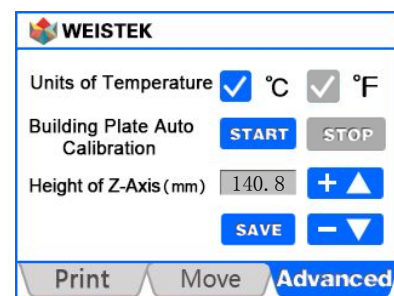 WEISTEK
Units of Temperature °C °F
Building Plate Auto START STOP
Calibration
Height of Z-Axis(mm) 140.8 +
SAVE −
Print Move Advanced